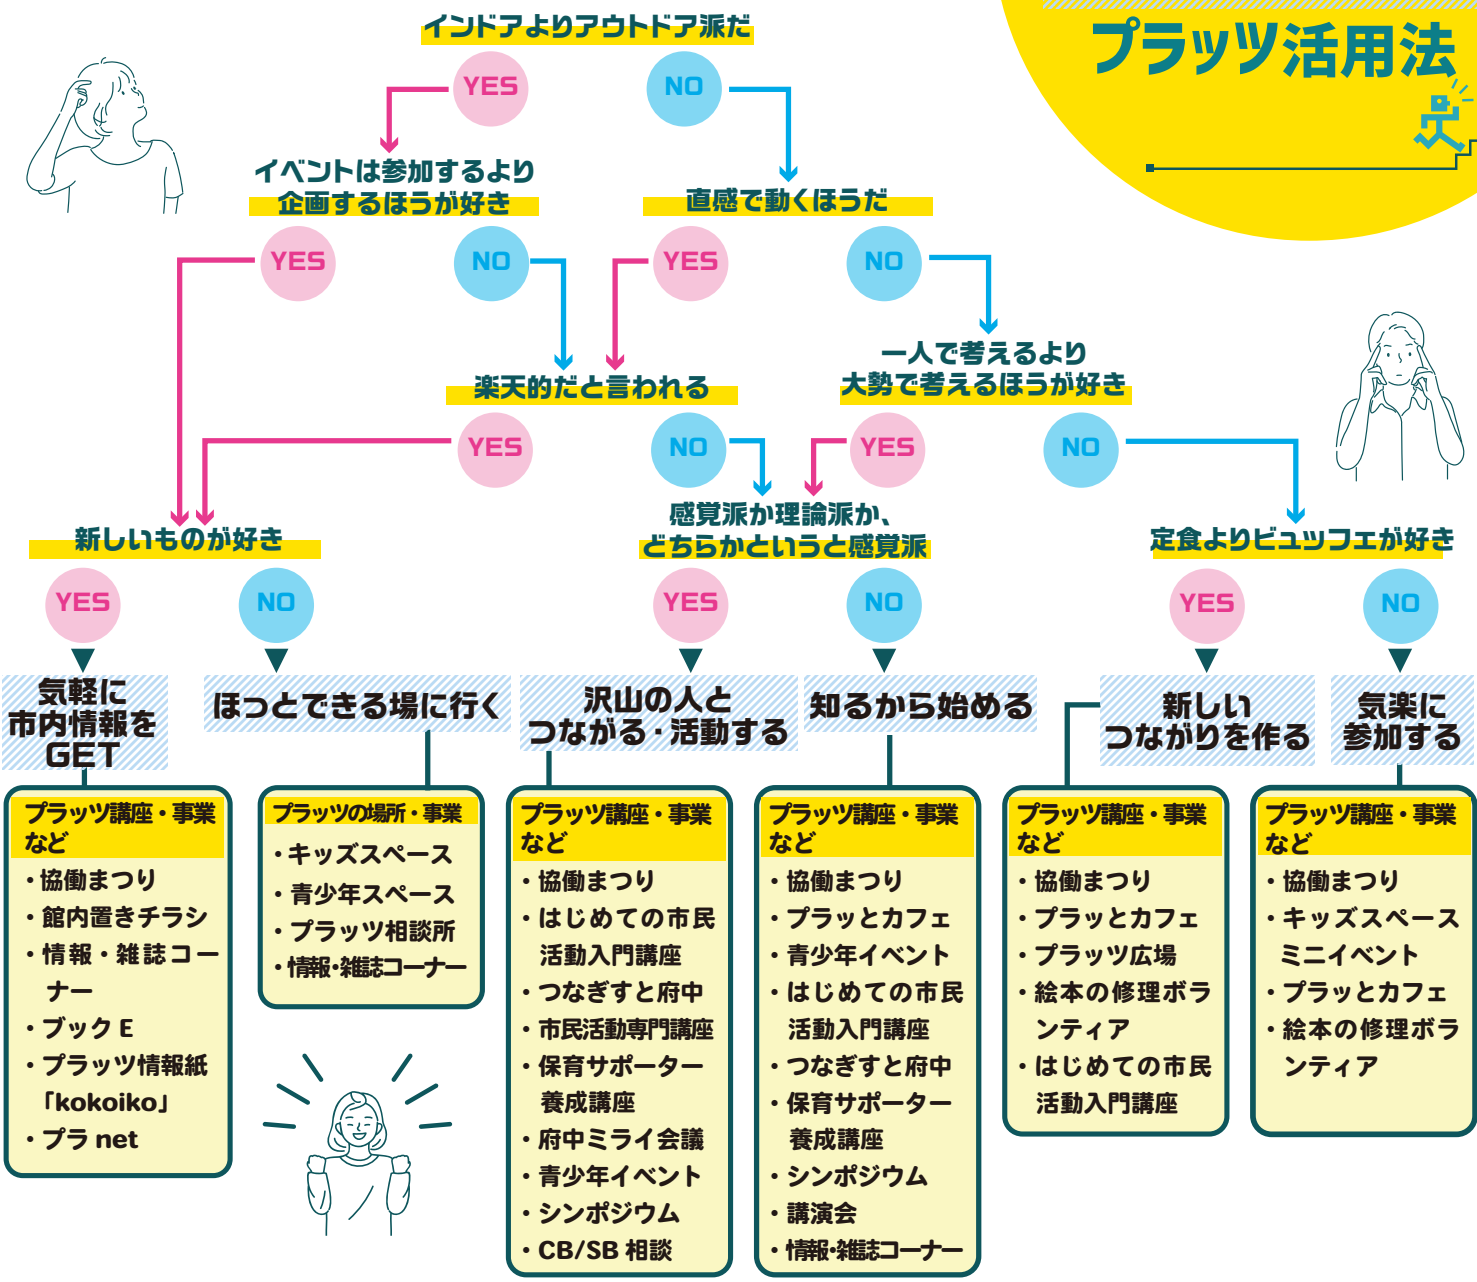 プラッツ活用法
インドアよりアウトドア派だ
YES
NO
イベントは参加するより
企画するほうが好き
直感で動くほうだ
YES
NO
YES
NO
楽天的だと言われる
一人で考えるより
大勢で考えるほうが好き
YES
NO
YES
NO
新しいものが好き
感覚派か理論派か、
どちらかというと感覚派
定食よりビュッフェが好き
YES
NO
YES
NO
YES
NO
気軽に
市内情報を
GET
ほっとできる場に行く
沢山の人と
つながる・活動する
知るから始める
新しい
つながりを作る
気楽に
参加する
プラッツ講座・事業
など
・協働まつり
・館内置きチラシ
・情報・雑誌コー
ナー
・ブックE
・プラッツ情報紙
「kokoiko」
・プラnet
プラッツの場所・事業
・キッズスペース
・青少年スペース
・プラッツ相談所
・情報・雑誌コーナー
プラッツ講座・事業
など
・協働まつり
・はじめての市民
活動入門講座
・つなぎすと府中
・市民活動専門講座
・保育サポーター
養成講座
・府中ミライ会議
・青少年イベント
・シンポジウム
・CB/SB 相談
プラッツ講座・事業
など
・協働まつり
・プラッとカフェ
・青少年イベント
・はじめての市民
活動入門講座
・つなぎすと府中
・保育サポーター
養成講座
・シンポジウム
・講演会
・情報・雑誌コーナー
プラッツ講座・事業
など
・協働まつり
・プラッとカフェ
・プラッツ広場
・絵本の修理ボラ
ンティア
・はじめての市民
活動入門講座
プラッツ講座・事業
など
・協働まつり
・キッズスペース
ミニイベント
・プラッとカフェ
・絵本の修理ボラ
ンティア